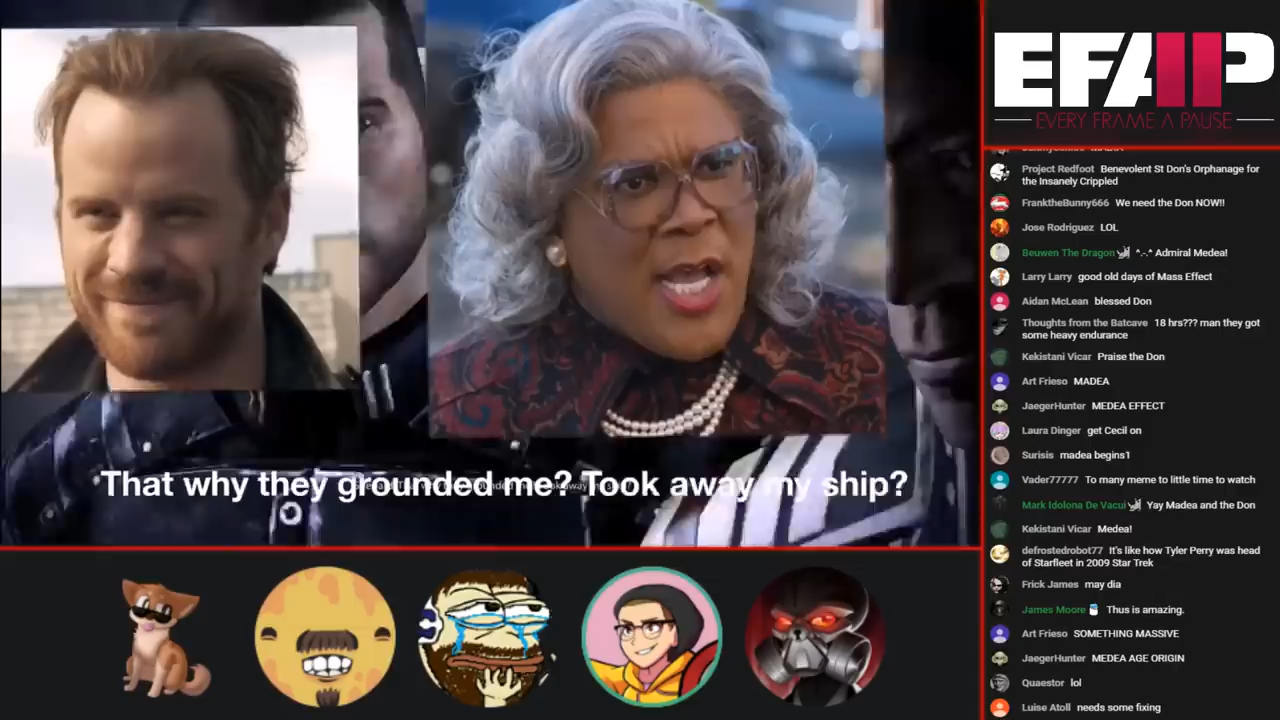 EFAP
EVERY FRAME A PAUSE
Project Redfoot Benevolent St Don's Orphanage for
the Insanely Crippled
FranktheBunny666 We need the Don NOW!!
Jose Rodriguez LOL
Beuwen The Dragon ^.-.^ Admiral Medea!
Larry Larry good old days of Mass Effect
Aidan McLean blessed Don
Thoughts from the Batcave 18 hrs??? man they got
some heavy endurance
Kekistani Vicar Praise the Don
Art Frieso MADEA
JaegerHunter MEDEA EFFECT
Laura Dinger get Cecil on
Surisis madea begins1
Vader77777 To many meme to little time to watch
Mark Idolona De Vacui Yay Madea and the Don
Kekistani Vicar Medea!
defrostedrobot77 It's like how Tyler Perry was head
of Starfleet in 2009 Star Trek
Frick James may dia
James Moore Thus is amazing.
Art Frieso SOMETHING MASSIVE
JaegerHunter MEDEA AGE ORIGIN
Quaestor lol
Luise Atoll needs some fixing
That why they grounded me? Took away my ship?